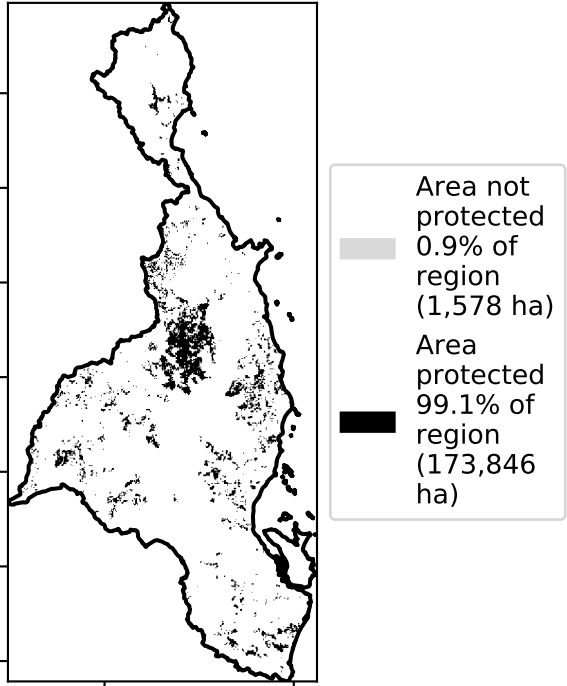 Area not
protected
0.9% of
region
(1,578 ha)
Area
protected
99.1% of
region
(173,846
ha)